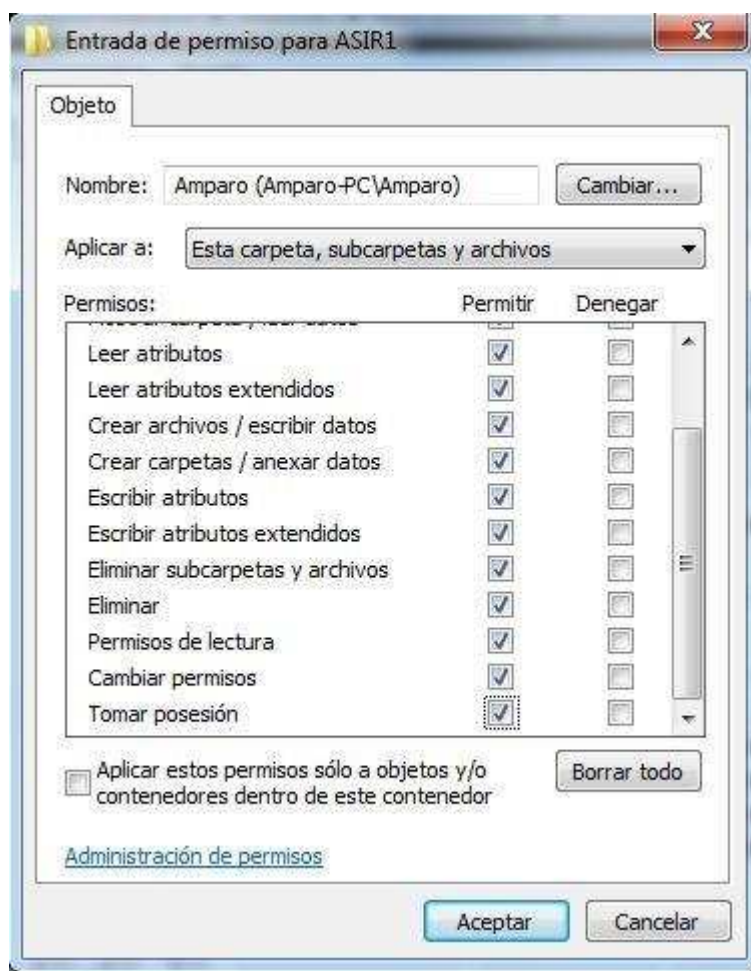 Entrada de permiso para ASIR1
Objeto
Nombre: Amparo (Amparo-PC\Amparo) Cambiar...
Aplicar a: Esta carpeta, subcarpetas y archivos
Permisos: Permitir Denegar
Leer atributos
Leer atributos extendidos
Crear archivos / escribir datos
Crear carpetas / anexar datos
Escribir atributos
Escribir atributos extendidos
Eliminar subcarpetas y archivos
Eliminar
Permisos de lectura
Cambiar permisos
Tomar posesión
Aplicar estos permisos sólo a objetos y/o Borrar todo
contenedores dentro de este contenedor
Administración de permisos
Aceptar Cancelar